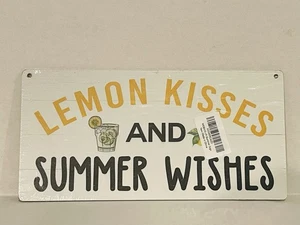 LEMON KISSES
AND
SUMMER WISHES